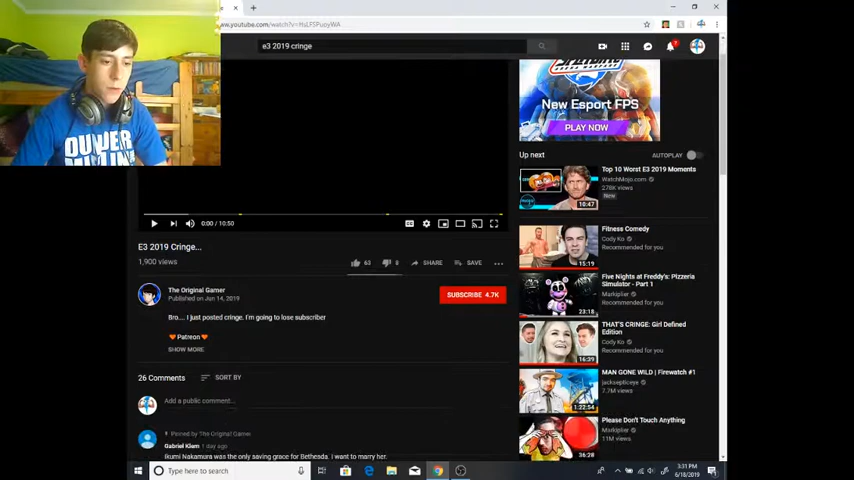 www.youtube.com/watch?v=HsLFSPuoyWA
e3 2019 cringe
7
OUNDER
New Esport FPS
PLAY NOW
Up next
AUTOPLAY
Top 10 Worst E3 2019 Moments
WatchMojo.com
278K views
New
10:47
Fitness Comedy
Cody Ko
Recommended for you
15:19
Five Nights at Freddy's: Pizzeria
Simulator - Part 1
Markiplier
Recommended for you
23:18
THAT'S CRINGE: Girl Defined
Edition
Cody Ko
Recommended for you
16:39
MAN GONE WILD | Firewatch #1
jacksepticeye
7.7M views
1:22:54
Please Don't Touch Anything
Markiplier
11M views
36:28
0:00 / 10:50
E3 2019 Cringe...
1,900 views
63
8
SHARE
SAVE
The Original Gamer
Published on Jun 14, 2019
SUBSCRIBE 4.7K
Bro.... I just posted cringe. I'm going to lose subscriber
Patreon
SHOW MORE
26 Comments
SORT BY
Add a public comment...
Pinned by The Original Gamer
Gabriel Klem 1 day ago
Ikumi Nakamura was the only saving grace for Bethesda. I want to marry her.
Type here to search
3:31 PM
6/18/2019